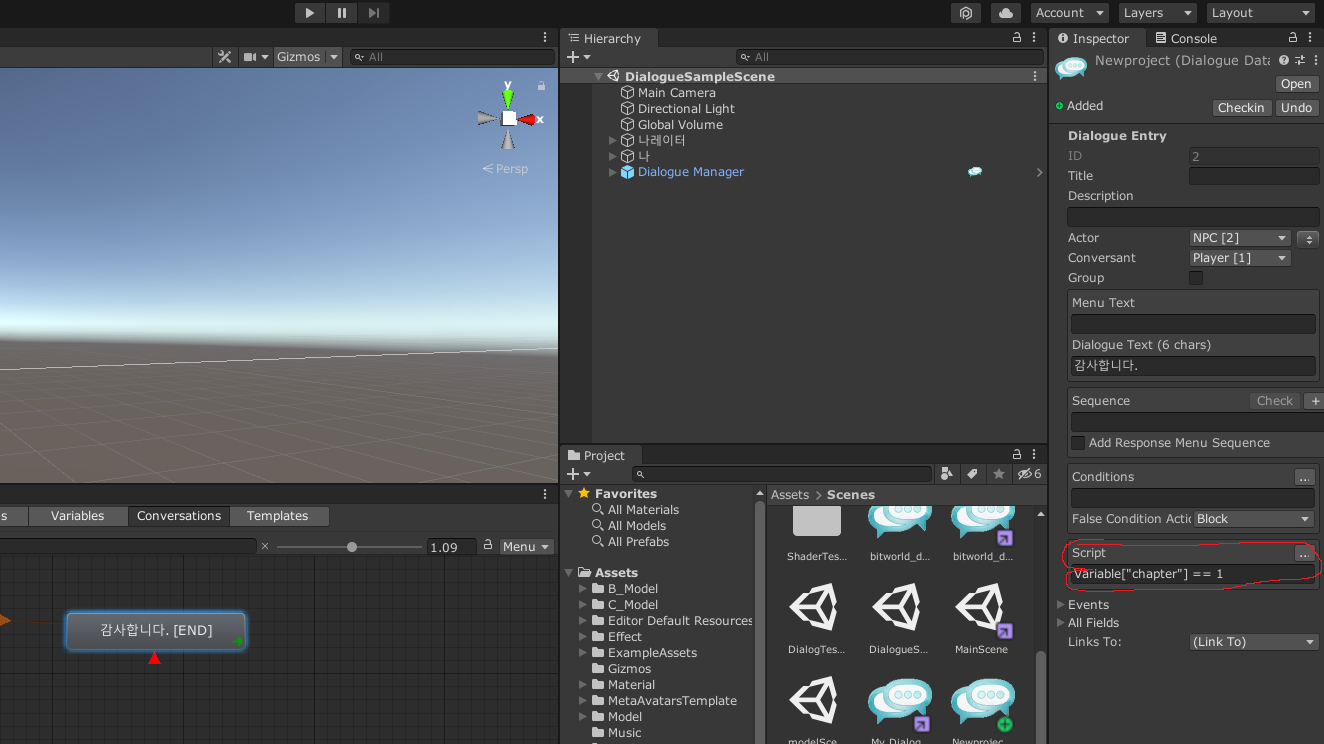 Account
Layers
Layout
Hierarchy
Inspector
Console
Gizmos
All
All
Newproject (Dialogue Data
Open
DialogueSampleScene
Main Camera
Directional Light
Global Volume
나레이터
나
Dialogue Manager
y
x
Persp
Added
Checkin
Undo
Dialogue Entry
ID
2
Title
Description
Actor
NPC [2]
Conversant
Player [1]
Group
Menu Text
Dialogue Text (6 chars)
감사합니다.
Sequence
Check
+
Add Response Menu Sequence
Conditions
...
False Condition Actic
Block
Script
...
Variable["chapter"] == 1
Events
All Fields
Links To:
(Link To)
Project
6
Favorites
All Materials
All Models
All Prefabs
Assets
B_Model
C_Model
Editor Default Resources
Effect
ExampleAssets
Gizmos
Material
MetaAvatarsTemplate
Model
Music
Assets > Scenes
ShaderTes...
bitworld_d...
bitworld_d...
DialogTes...
DialogueS...
MainScene
modelSce...
My Dialog...
Newprojec...
s
Variables
Conversations
Templates
1.09
Menu
감사합니다. [END]